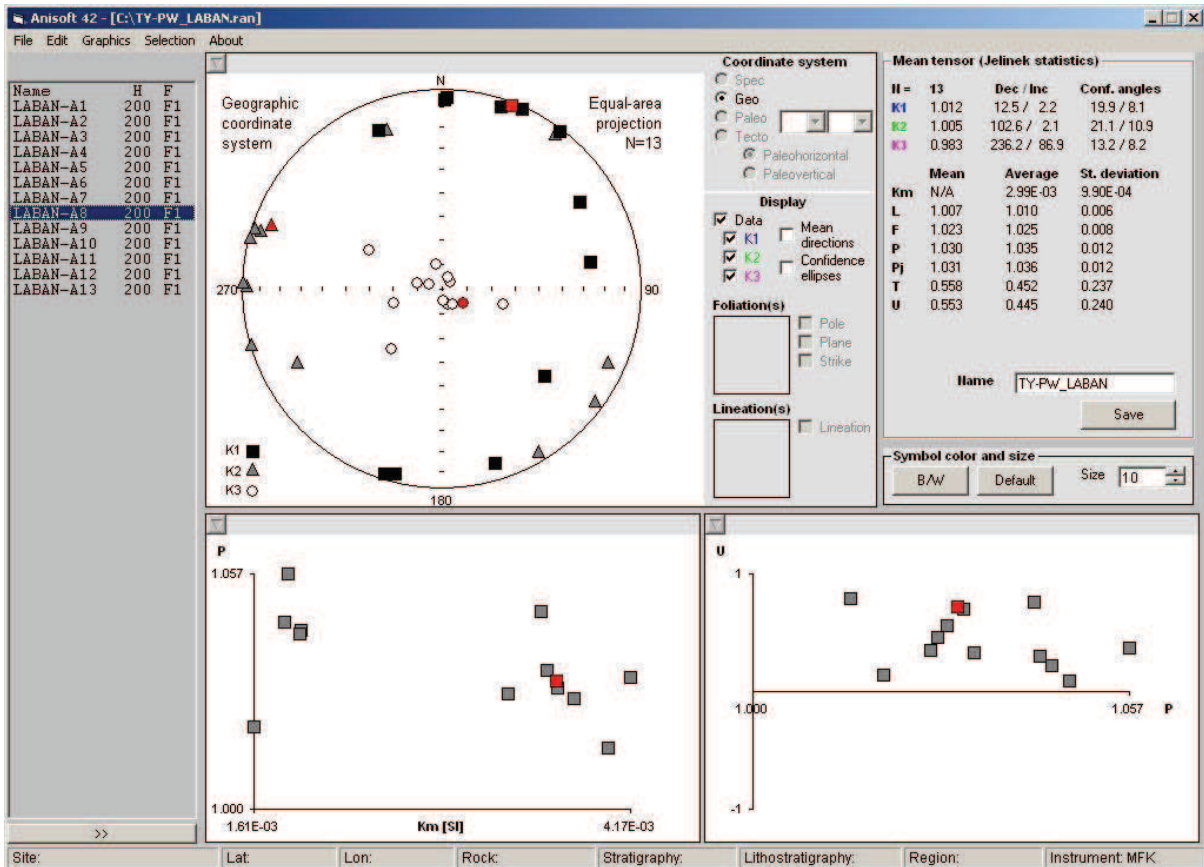 Anisoft 42 - [C:\TY-PW_LABAN.ran]
File Edit Graphics Selection About
Name H F
LABAN-A1 200 F1
LABAN-A2 200 F1
LABAN-A3 200 F1
LABAN-A4 200 F1
LABAN-A5 200 F1
LABAN-A6 200 F1
LABAN-A7 200 F1
LABAN-A8 200 F1
LABAN-A9 200 F1
LABAN-A10 200 F1
LABAN-A11 200 F1
LABAN-A12 200 F1
LABAN-A13 200 F1
>>
Geographic
coordinate
system
N
Equal-area
projection
N=13
270
90
180
K1
K2
K3
Coordinate system
Spec
Geo
Paleo
Tecto
Paleohorizontal
Paleovertical
Display
Data
K1
K2
K3
Mean
directions
Confidence
ellipses
Foliation(s)
Pole
Plane
Strike
Lineation(s)
Lineation
Mean tensor (Jelinek statistics)
N = 13 Dec / Inc Conf. angles
K1 1.012 12.5 / 2.2 19.9 / 8.1
K2 1.005 102.6 / 2.1 21.1 / 10.9
K3 0.983 236.2 / 86.9 13.2 / 8.2
Mean Average St. deviation
Km N/A 2.99E-03 9.90E-04
L 1.007 1.010 0.006
F 1.023 1.025 0.008
P 1.030 1.035 0.012
Pj 1.031 1.036 0.012
T 0.558 0.452 0.237
U 0.553 0.445 0.240
Name TY-PW_LABAN
Save
Symbol color and size
B/W Default Size 10
P
1.057
1.000
1.61E-03 Km [SI] 4.17E-03
U
1
1.000 1.057 P
-1
Site: Lat: Lon: Rock: Stratigraphy: Lithostratigraphy: Region: Instrument: MFK